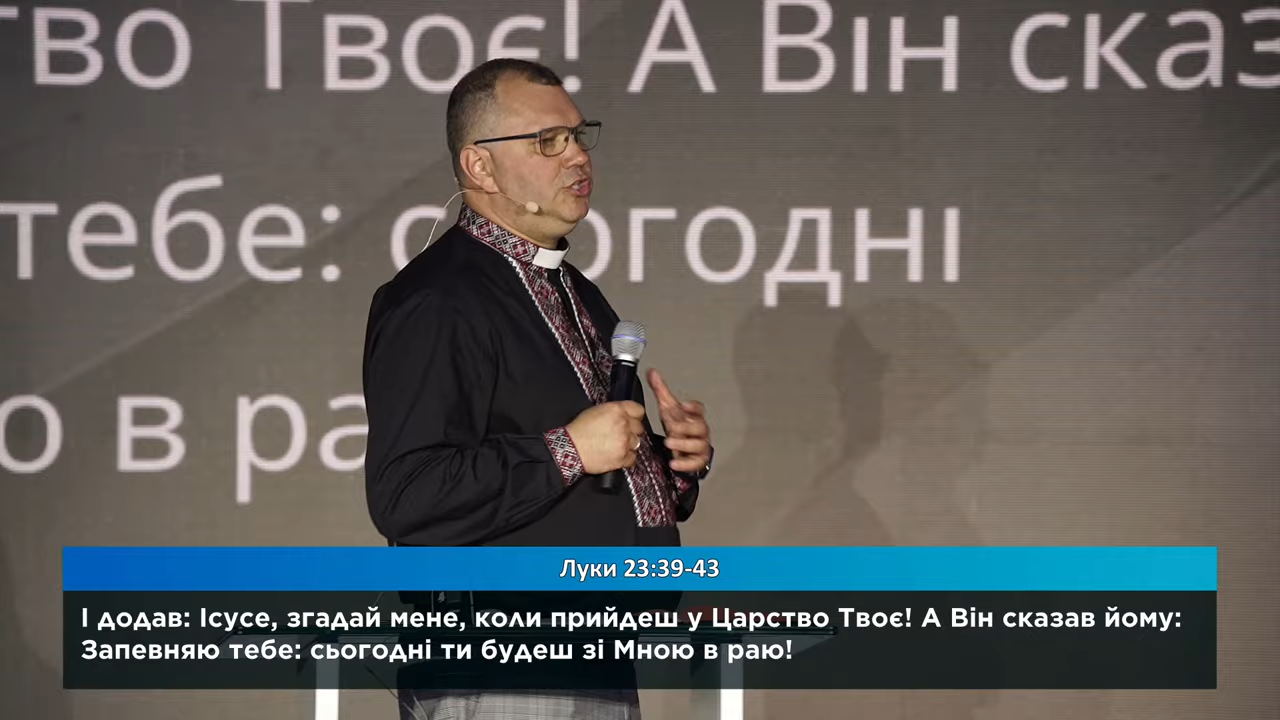 тво Твоє! А Він сказ
тебе: сьогодні
о в ра
Луки 23:39-43
І додав: Ісусе, згадай мене, коли прийдеш у Царство Твоє! А Він сказав йому:
Запевняю тебе: сьогодні ти будеш зі Мною в раю!